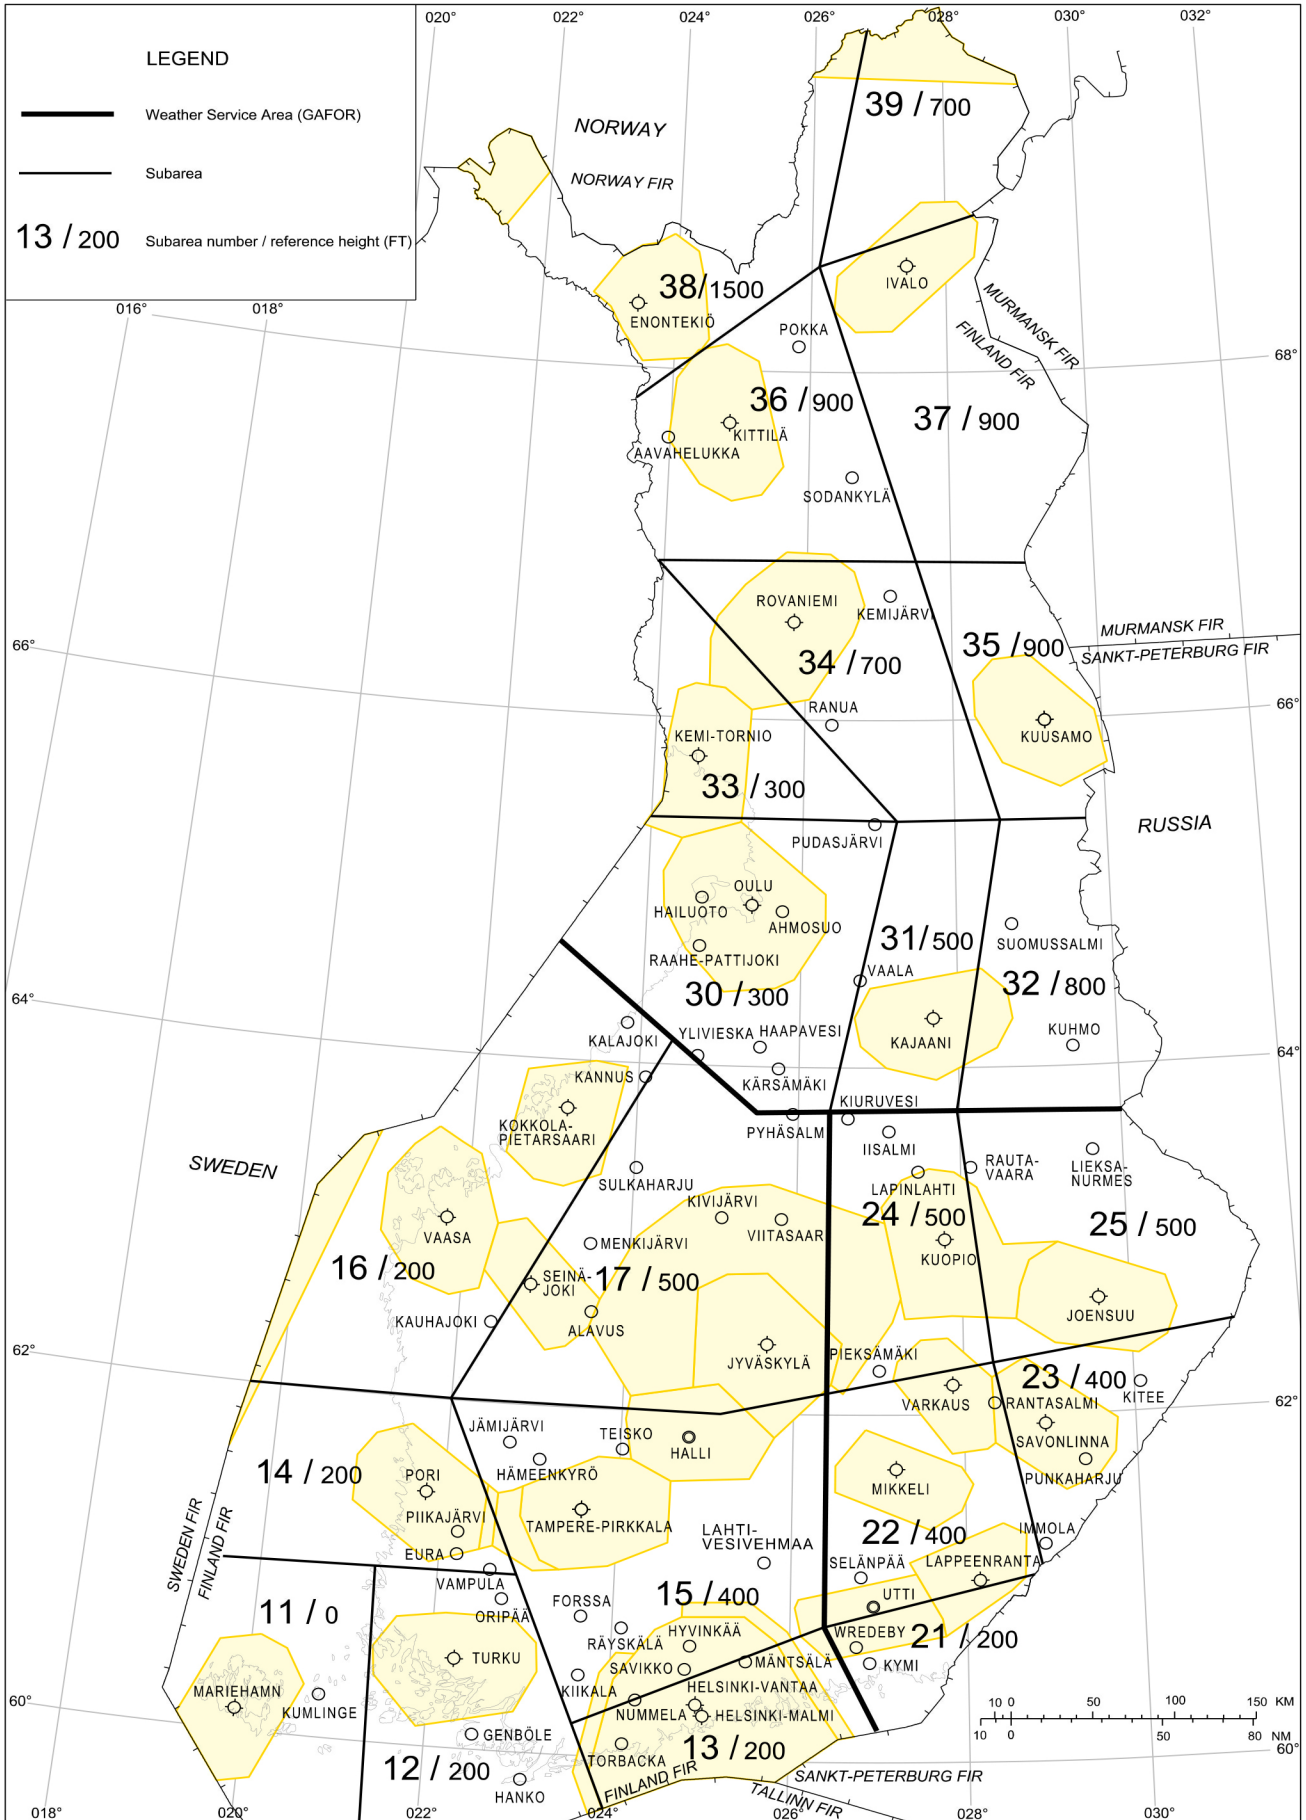 020°
022°
024°
026°
028°
030°
032°
LEGEND
Weather Service Area (GAFOR)
Subarea
13 / 200 Subarea number / reference height (FT)
39 / 700
NORWAY
NORWAY FIR
016°
018°
38/1500
ENONTEKIÖ
IVALO
POKKA
MURMANSK FIR
FINLAND FIR
68°
36 / 900
37 / 900
KITTILÄ
AAVAHELUKKA
SODANKYLÄ
ROVANIEMI
KEMIJÄRVI
66°
34 / 700
35 / 900
MURMANSK FIR
SANKT-PETERBURG FIR
RANUA
66°
KEMI-TORNIO
KUUSAMO
33 / 300
PUDASJÄRVI
RUSSIA
OULU
HAILUOTO
AHMOSUO
RAAHE-PATTIJOKI
31/500
SUOMUSSALMI
VAALA
30 / 300
32 / 800
64°
KALAJOKI
YLIVIESKA
HAAPAVESI
KAJAANI
KUHMO
64°
KANNUS
KÄRSÄMÄKI
KIURUVESI
KOKKOLA-
PIETARSAARI
PYHÄSALM
IISALMI
SWEDEN
SULKAHARJU
LAPINLAHTI
RAUTA-
VAARA
LIEKSA-
NURMES
KIVIJÄRVI
VIITASAAR
24 / 500
25 / 500
VAASA
MENKIJÄRVI
KUOPIO
16 / 200
SEINÄ-
JOKI
17 / 500
KAUHAJOKI
ALAVUS
JOENSUU
62°
JYVÄSKYLÄ
PIEKSÄMÄKI
23 / 400
KITEE
VARKAUS
RANTASALMI
62°
JÄMIJÄRVI
TEISKO
HALLI
SAVONLINNA
HÄMEENKYRÖ
PUNKAHARJU
14 / 200
PORI
MIKKELI
PIIKAJÄRVI
TAMPERE-PIRKKALA
22 / 400
IMMOLA
SWEDEN FIR
FINLAND FIR
EURA
LAHTI-
VESIVEHMAA
SELÄNPÄÄ
LAPPEENRANTA
VAMPULA
UTTI
11 / 0
ORIPÄÄ
FORSSA
15 / 400
RÄYSKÄLÄ
HYVINKÄÄ
WREDEBY
21 / 200
TURKU
SAVIKKO
MÄNTSÄLÄ
KYMI
60°
MARIEHAMN
KUMLINGE
KIIKALA
HELSINKI-VANTAA
NUMMELA
HELSINKI-MALMI
10 0 50 100 150 KM
10 0 50 80 NM
GENBÖLE
TORBACKA
13 / 200
60°
12 / 200
HANKO
FINLAND FIR
SANKT-PETERBURG FIR
TALLINN FIR
018°
020°
022°
024°
026°
028°
030°